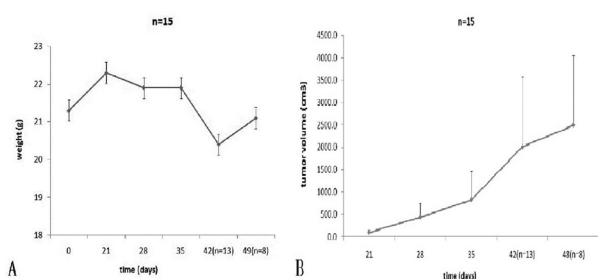 n=15
23
22
21
20
19
18
weight (g)
0 21 28 35 42(n=13) 49(n=8)
time (days)
A
n=15
4500.0
4000.0
3500.0
3000.0
2500.0
2000.0
1500.0
1000.0
500.0
0.0
tumor volume (cm3)
21 28 35 42(n=13) 48(n=8)
time (days)
B